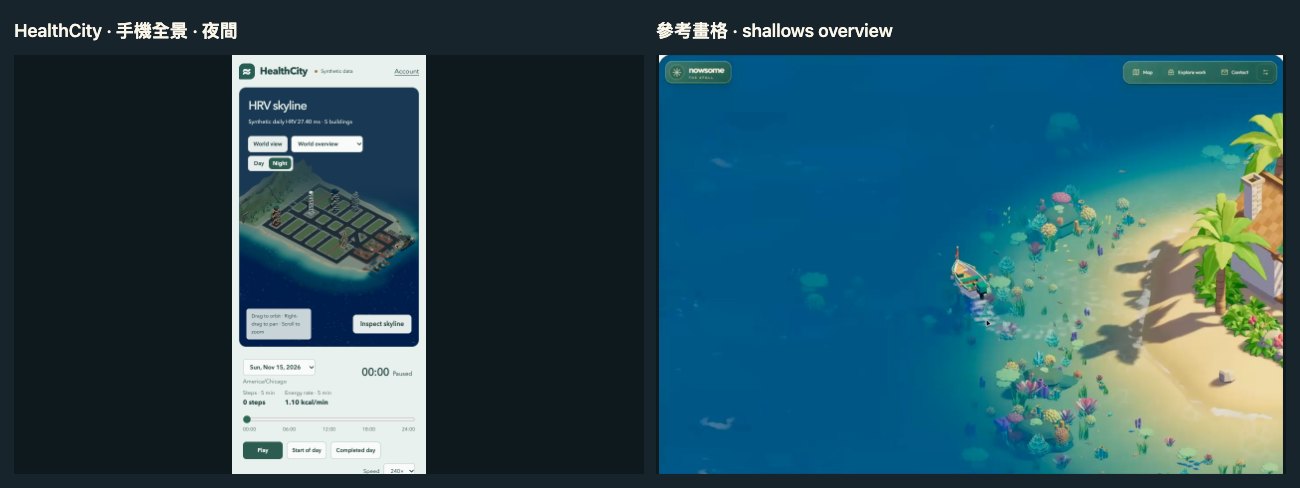 HealthCity · 手機全景 · 夜間
HealthCity
Synthetic data
Account
HRV skyline
Synthetic daily HRV 27.40 ms · 5 buildings
World view
World overview
Day
Night
Drag to orbit · Right-
drag to pan · Scroll to
zoom
Inspect skyline
Sun, Nov 15, 2026
00:00 Paused
America/Chicago
Steps · 5 min
Energy rate · 5 min
0 steps
1.10 kcal/min
00:00
06:00
12:00
18:00
24:00
Play
Start of day
Completed day
Speed
240×
參考畫格 · shallows overview
nowsome
THE ATOLL
Map
Explore work
Contact